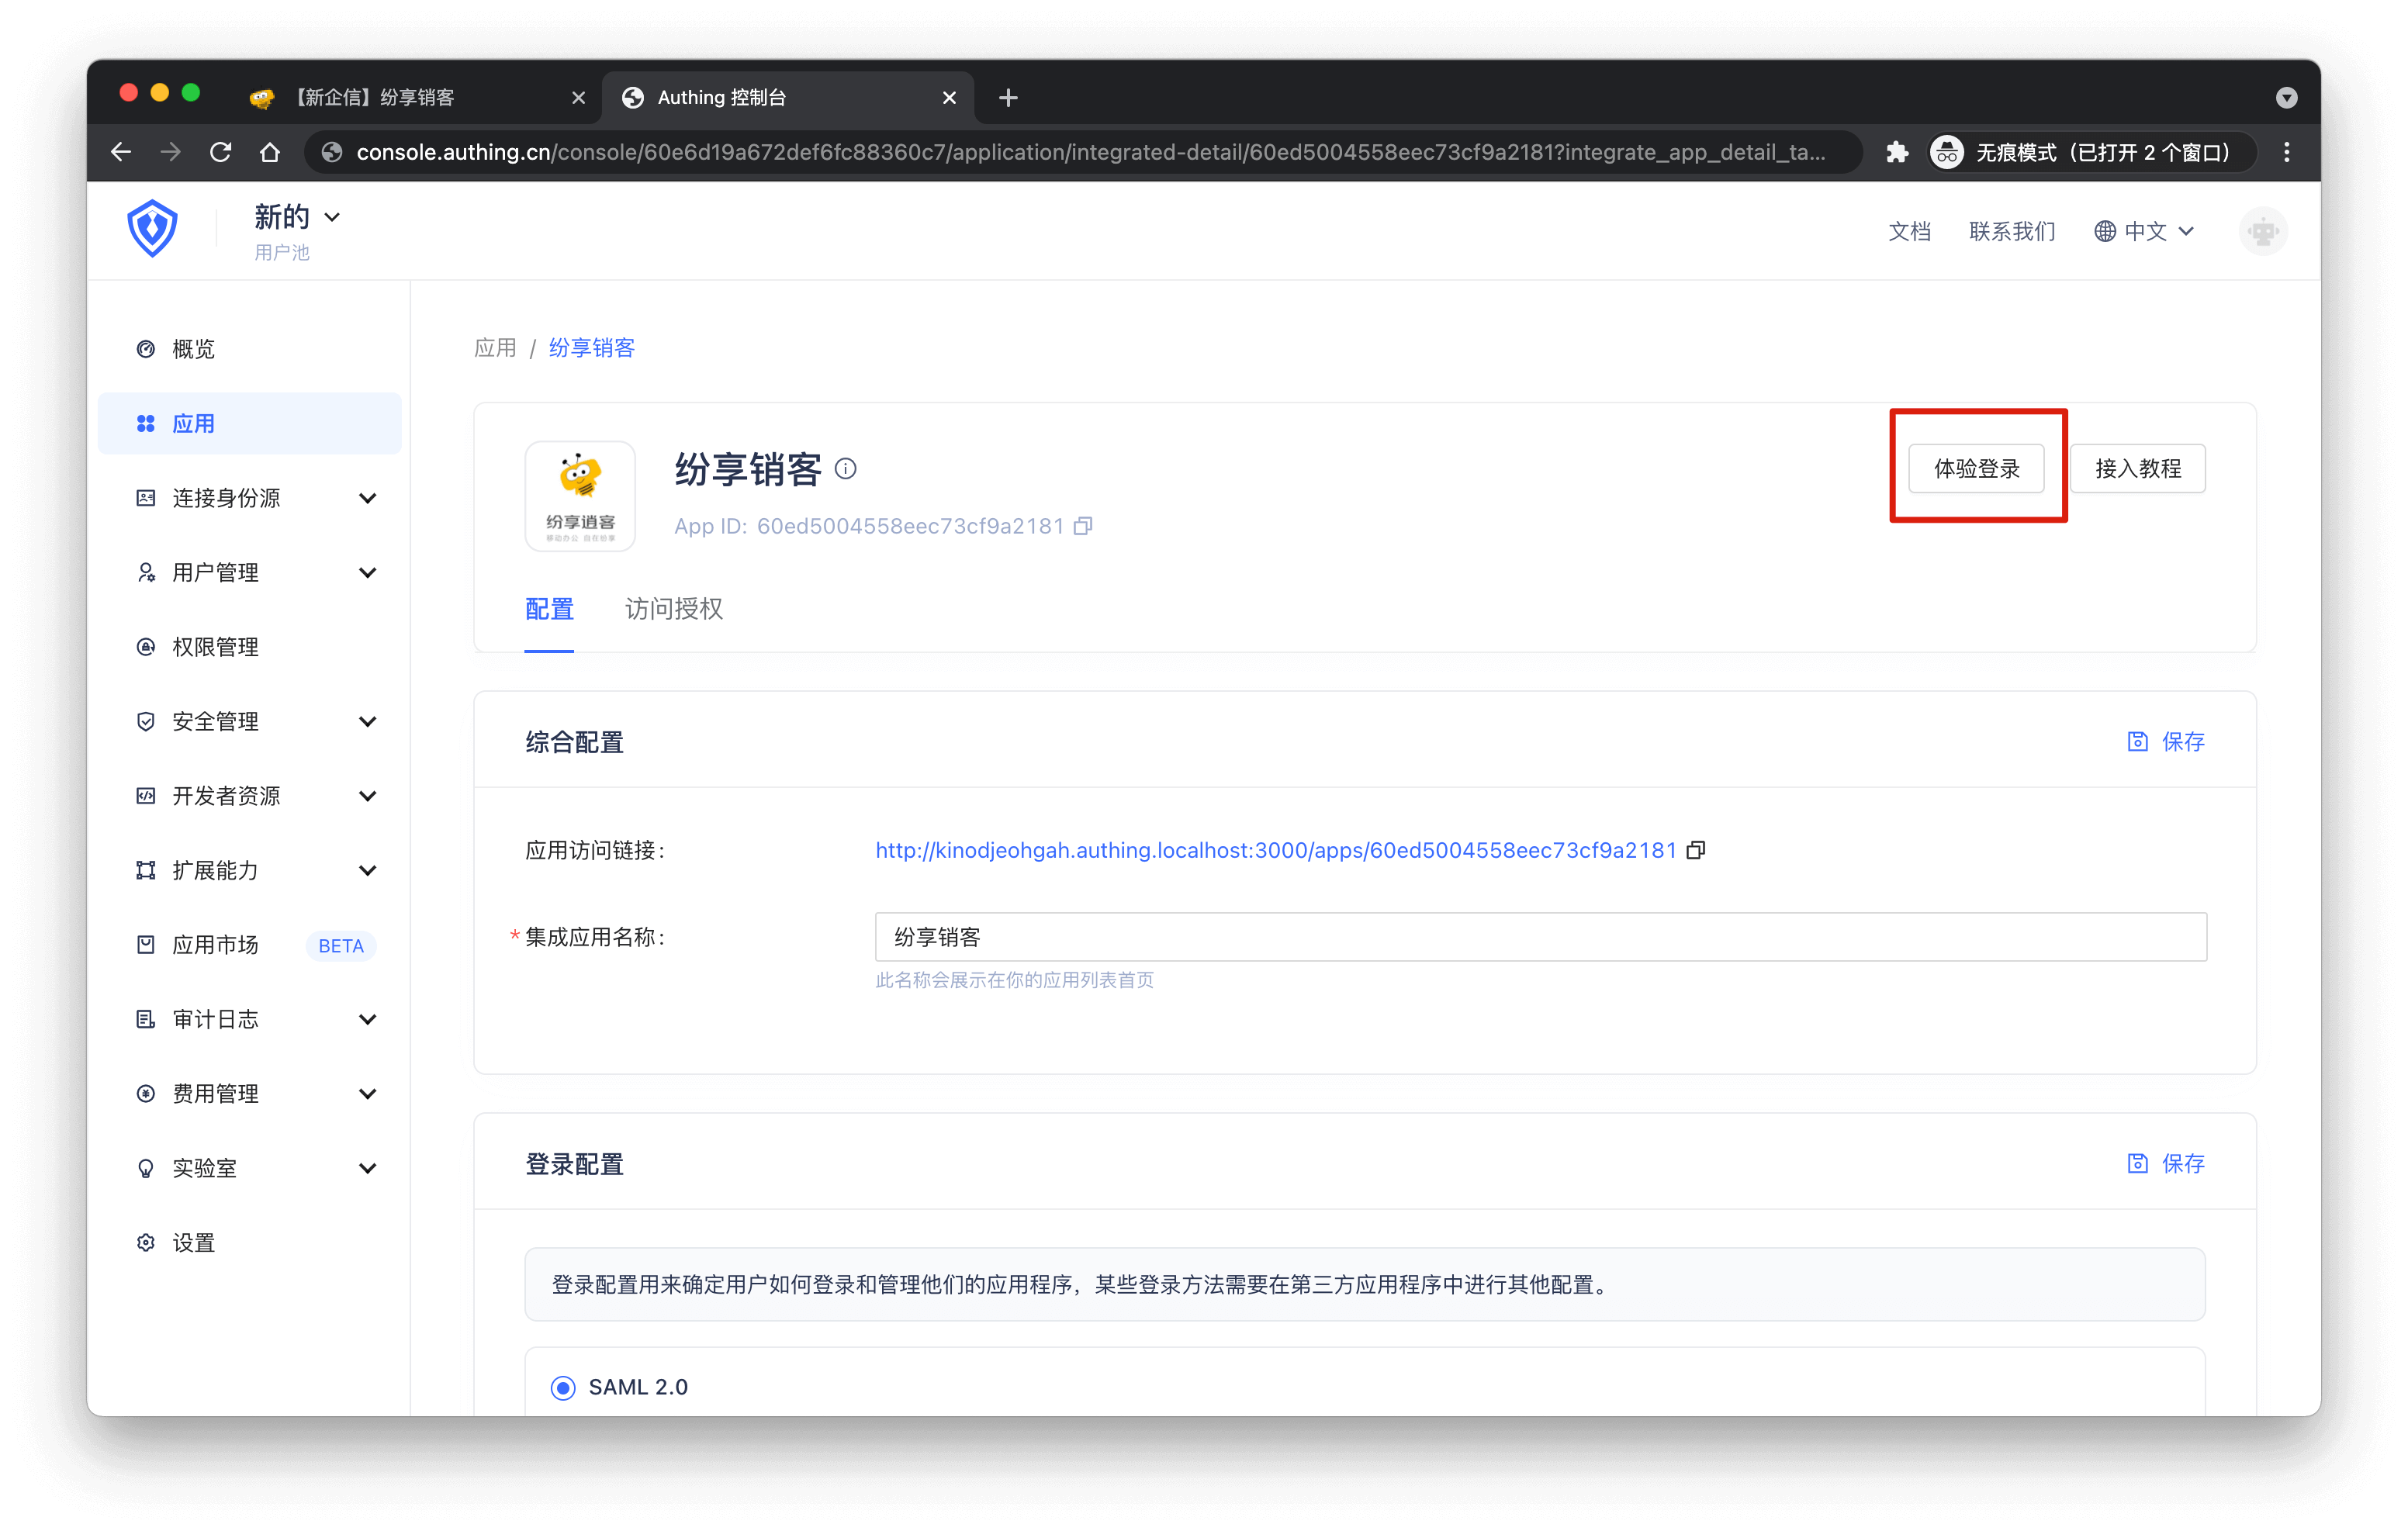 【新企信】纷享销客
Authing 控制台
console.authing.cn/console/60e6d19a672def6fc88360c7/application/integrated-detail/60ed5004558eec73cf9a2181?integrate_app_detail_ta...
无痕模式（已打开 2 个窗口）
新的
用户池
文档
联系我们
中文
概览
应用
连接身份源
用户管理
权限管理
安全管理
开发者资源
扩展能力
应用市场 BETA
审计日志
费用管理
实验室
设置
应用 / 纷享销客
纷享逍客
移动办公 自在纷享
纷享销客
App ID: 60ed5004558eec73cf9a2181
体验登录
接入教程
配置
访问授权
综合配置
保存
应用访问链接：
http://kinodjeohgah.authing.localhost:3000/apps/60ed5004558eec73cf9a2181
* 集成应用名称：
纷享销客
此名称会展示在你的应用列表首页
登录配置
保存
登录配置用来确定用户如何登录和管理他们的应用程序，某些登录方法需要在第三方应用程序中进行其他配置。
SAML 2.0